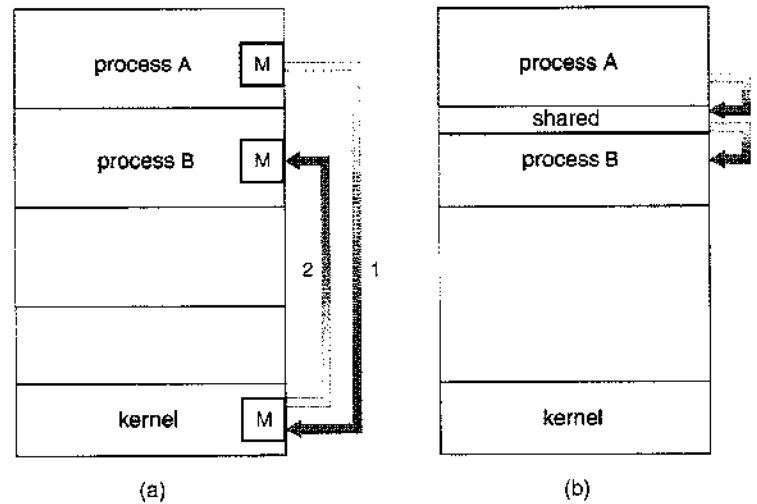 process A
M
process B
M
2
1
kernel
M
(a)
process A
shared
process B
kernel
(b)